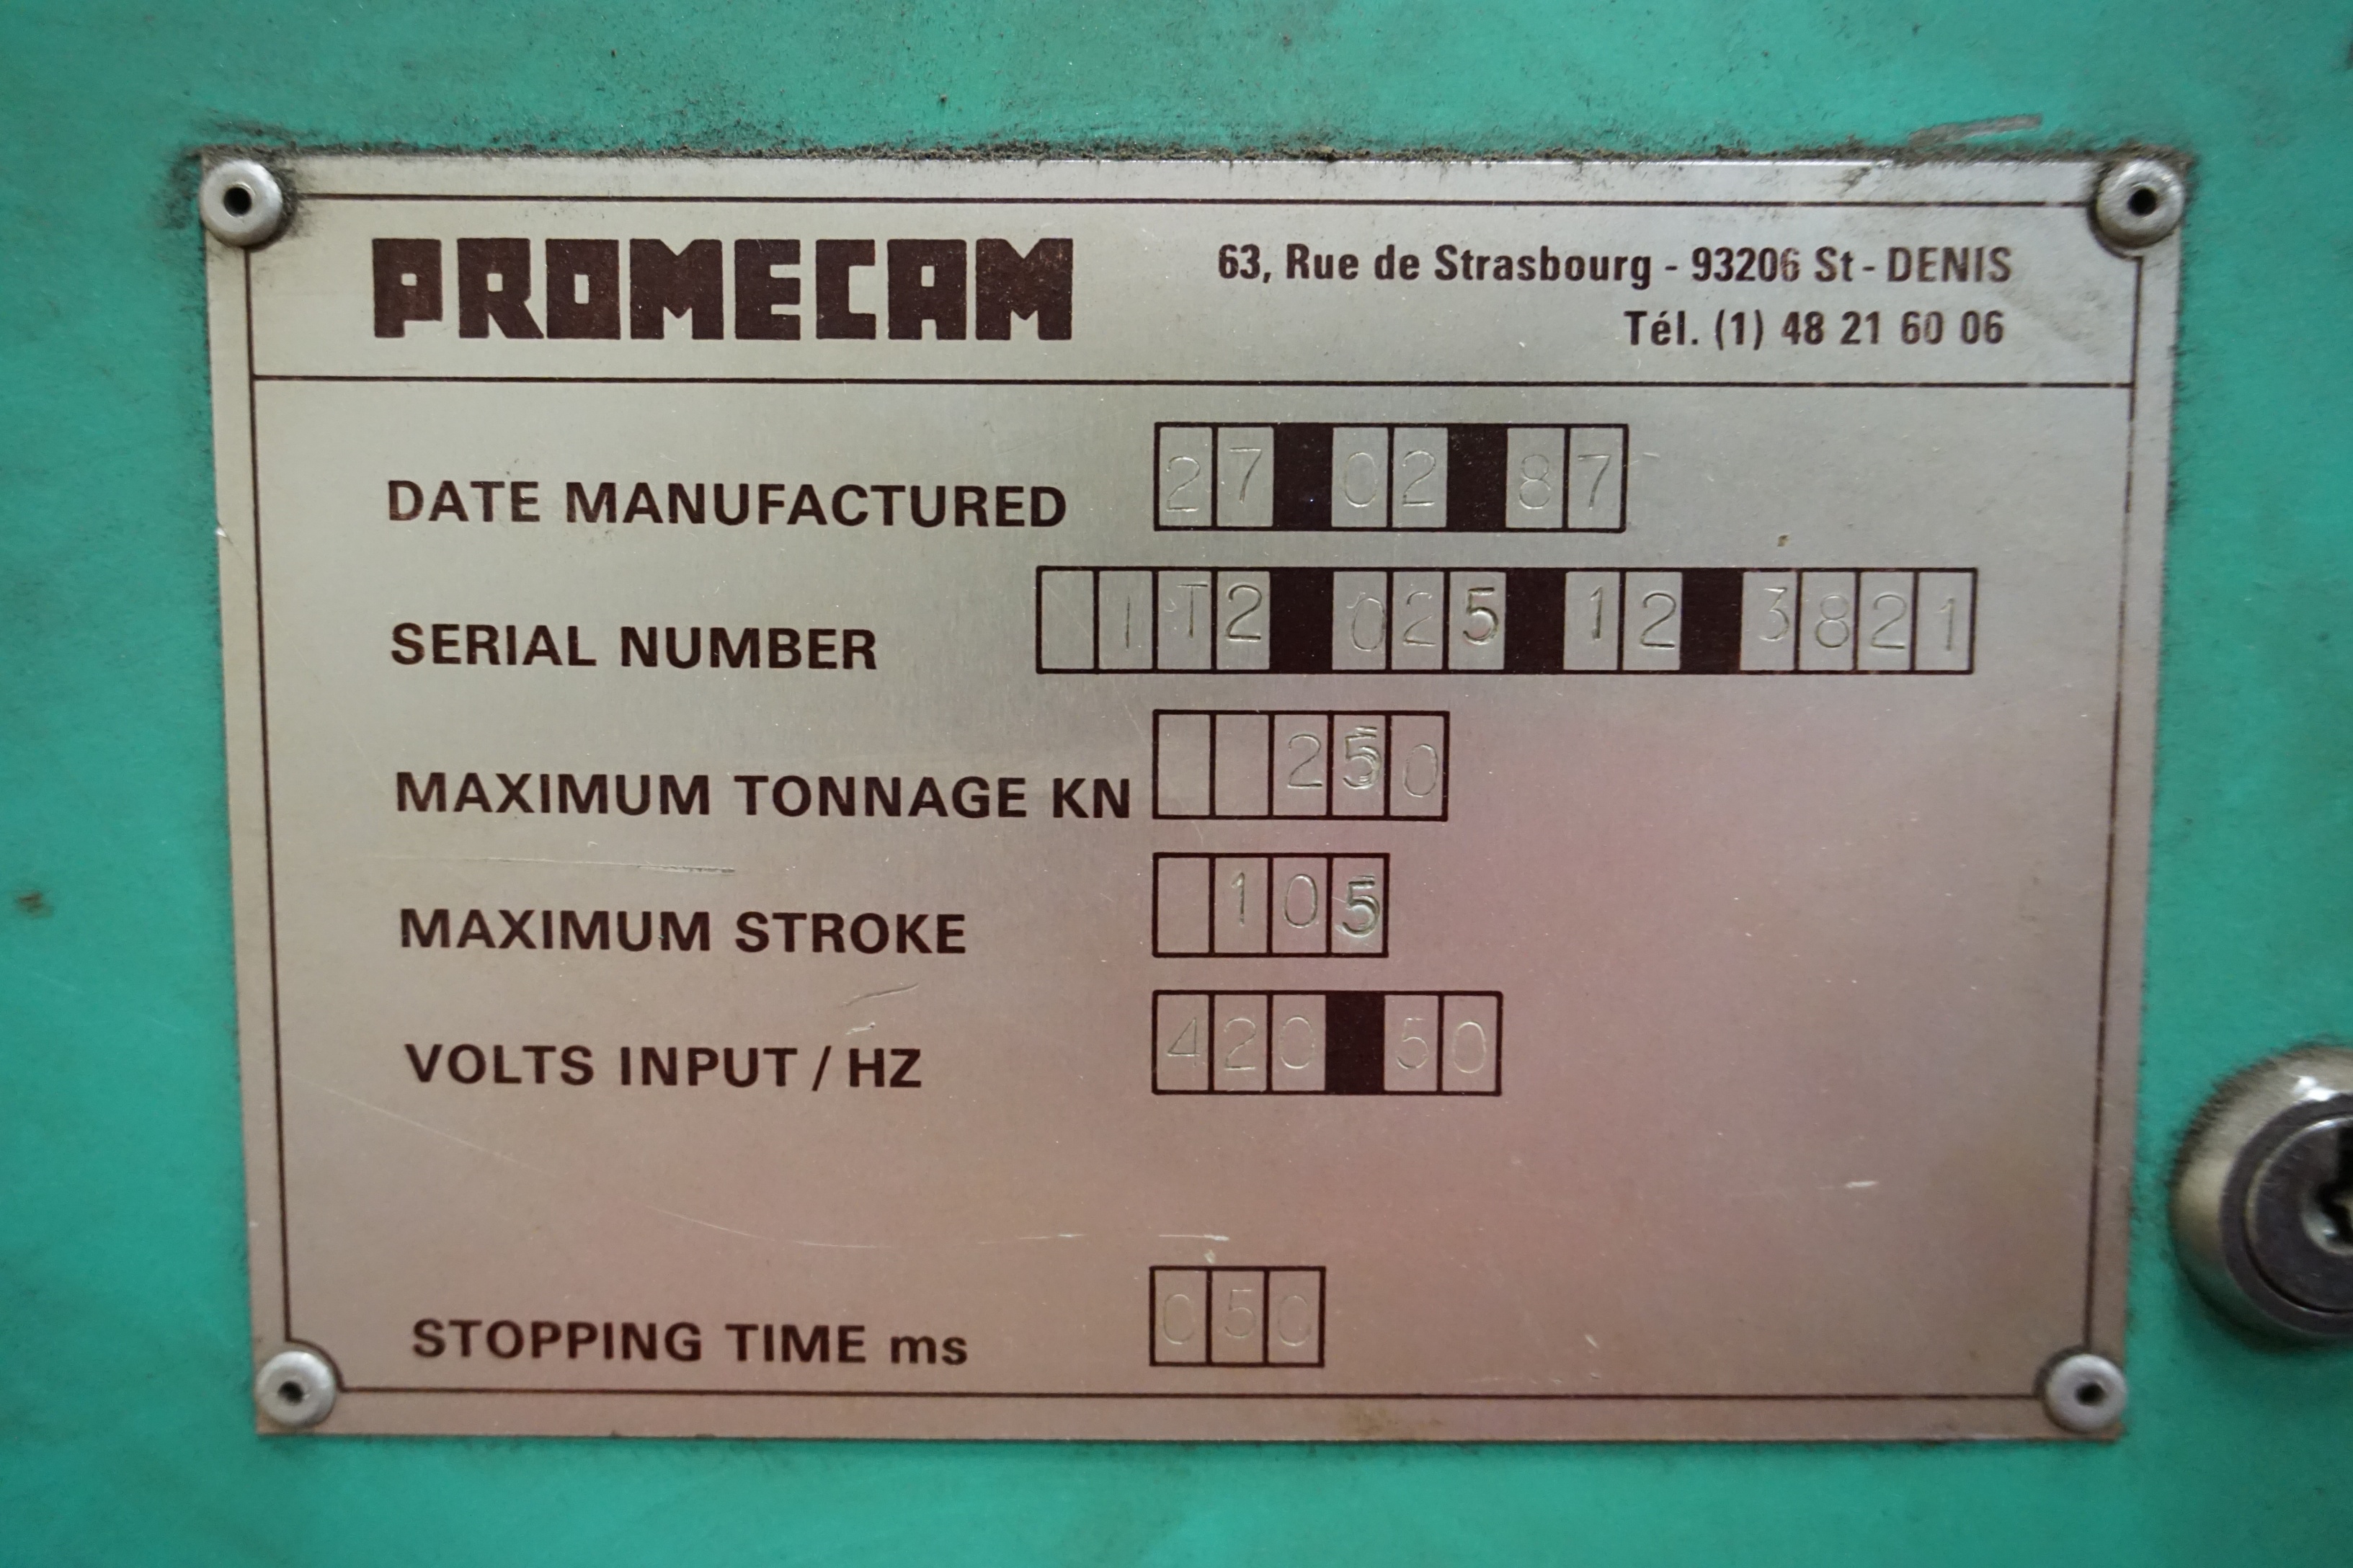 PROMECAM
63, Rue de Strasbourg - 93206 St - DENIS
Tél. (1) 48 21 60 06
DATE MANUFACTURED 27 02 87
SERIAL NUMBER IT2 025 12 3821
MAXIMUM TONNAGE KN 250
MAXIMUM STROKE 105
VOLTS INPUT / HZ 420 50
STOPPING TIME ms 050